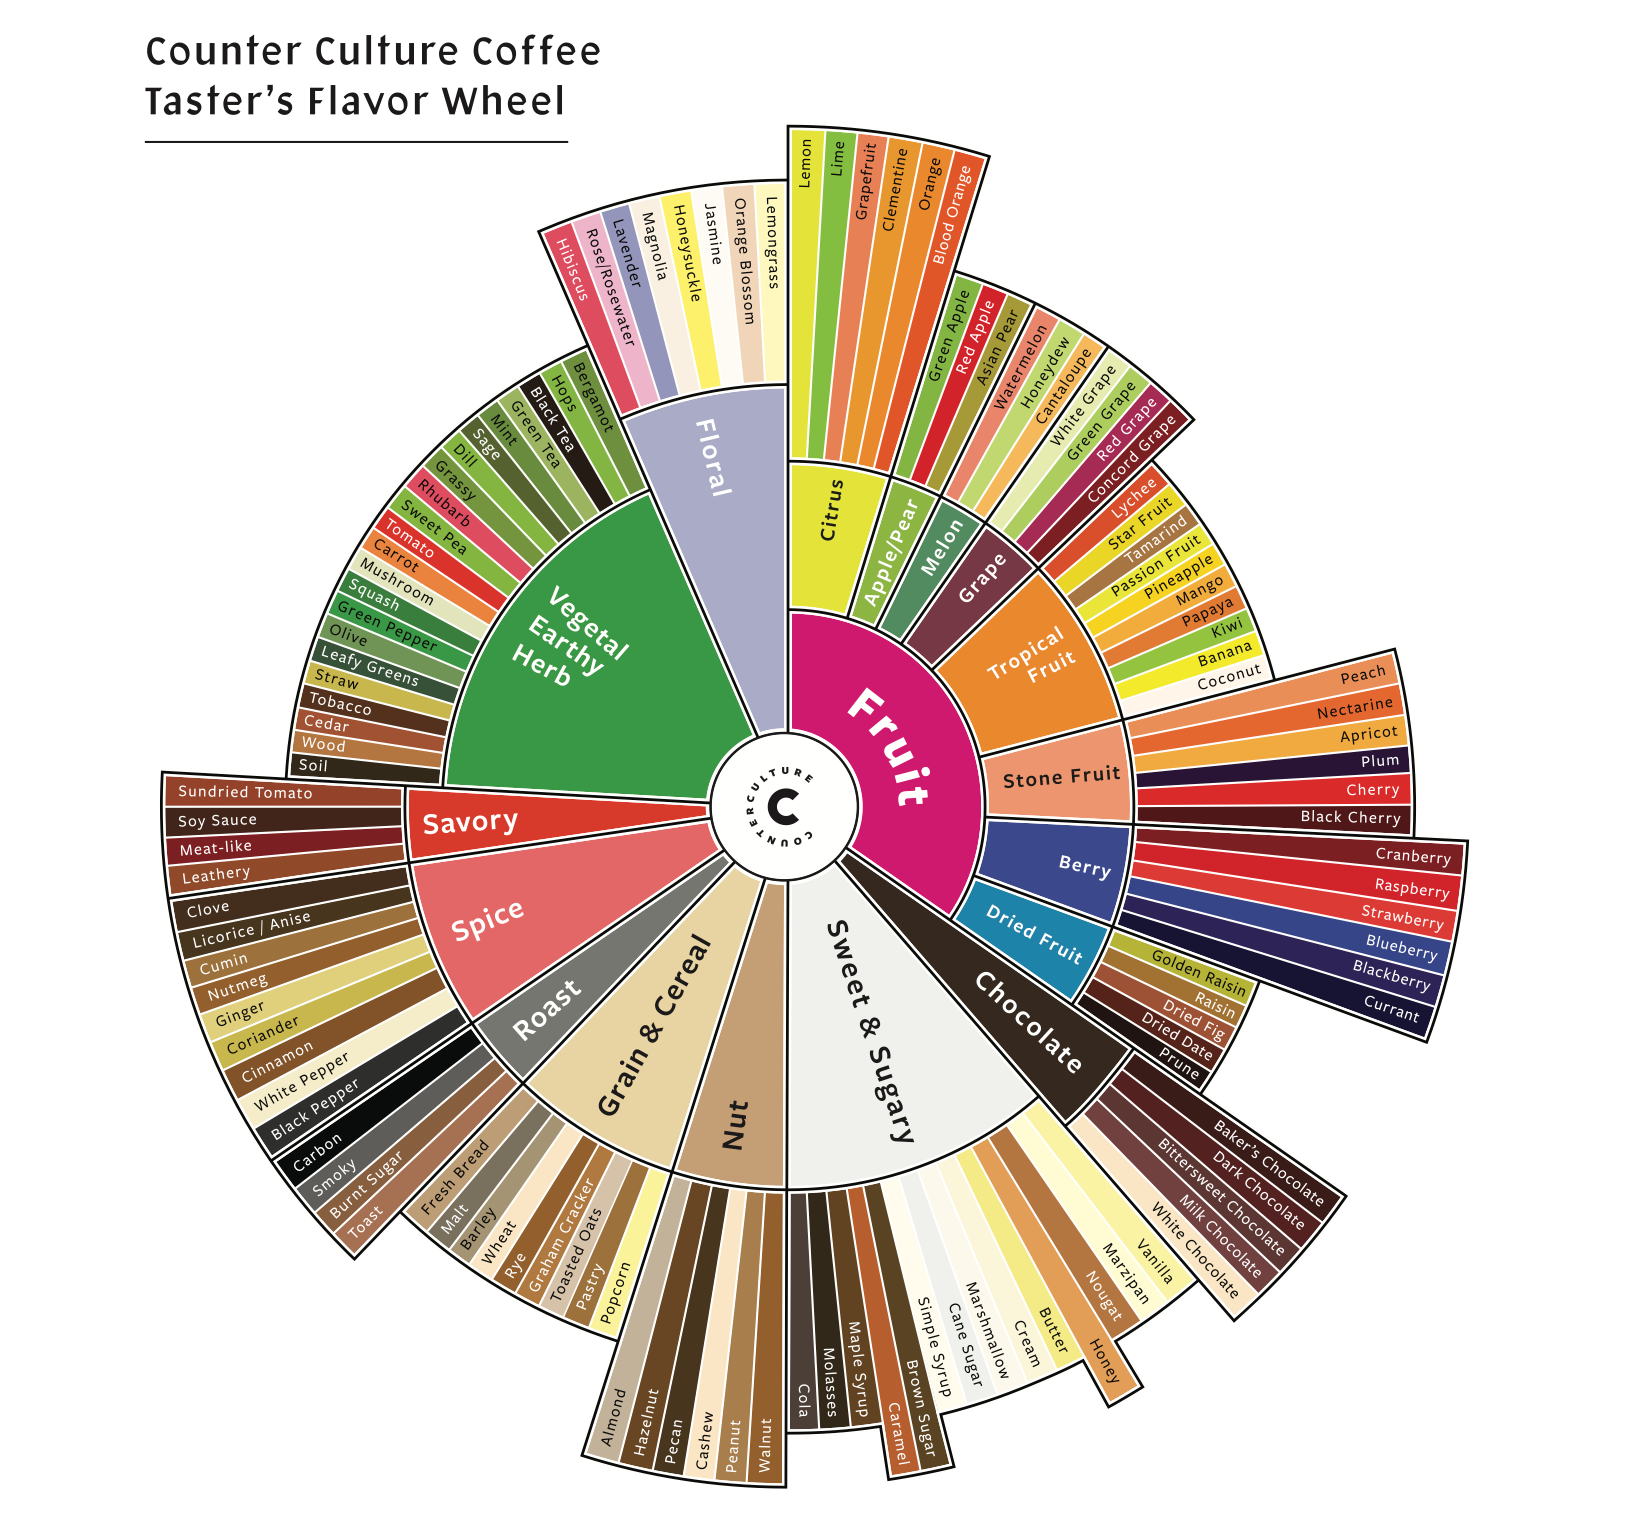 Counter Culture Coffee
Taster's Flavor Wheel
COUNTER CULTURE
C
Fruit
Citrus
Lemon
Lime
Grapefruit
Clementine
Orange
Blood Orange
Apple/Pear
Green Apple
Red Apple
Asian Pear
Melon
Watermelon
Honeydew
Cantaloupe
Grape
White Grape
Green Grape
Red Grape
Concord Grape
Tropical
Fruit
Lychee
Star Fruit
Tamarind
Passion Fruit
Pineapple
Mango
Papaya
Kiwi
Banana
Coconut
Stone Fruit
Peach
Nectarine
Apricot
Plum
Cherry
Black Cherry
Berry
Cranberry
Raspberry
Strawberry
Blueberry
Blackberry
Currant
Dried Fruit
Golden Raisin
Raisin
Dried Fig
Dried Date
Prune
Chocolate
Baker's Chocolate
Dark Chocolate
Bittersweet Chocolate
Milk Chocolate
White Chocolate
Sweet & Sugary
Vanilla
Marzipan
Nougat
Honey
Butter
Cream
Marshmallow
Cane Sugar
Simple Syrup
Brown Sugar
Caramel
Maple Syrup
Molasses
Cola
Nut
Walnut
Peanut
Cashew
Pecan
Hazelnut
Almond
Grain & Cereal
Popcorn
Pastry
Toasted Oats
Graham Cracker
Rye
Wheat
Barley
Malt
Fresh Bread
Roast
Toast
Burnt Sugar
Smoky
Carbon
Spice
Black Pepper
White Pepper
Cinnamon
Coriander
Ginger
Nutmeg
Cumin
Licorice / Anise
Clove
Savory
Leathery
Meat-like
Soy Sauce
Sundried Tomato
Vegetal
Earthy
Herb
Soil
Wood
Cedar
Tobacco
Straw
Leafy Greens
Olive
Green Pepper
Squash
Mushroom
Carrot
Tomato
Sweet Pea
Rhubarb
Grassy
Dill
Sage
Mint
Green Tea
Black Tea
Hops
Bergamot
Floral
Hibiscus
Rose/Rosewater
Lavender
Magnolia
Honeysuckle
Jasmine
Orange Blossom
Lemongrass